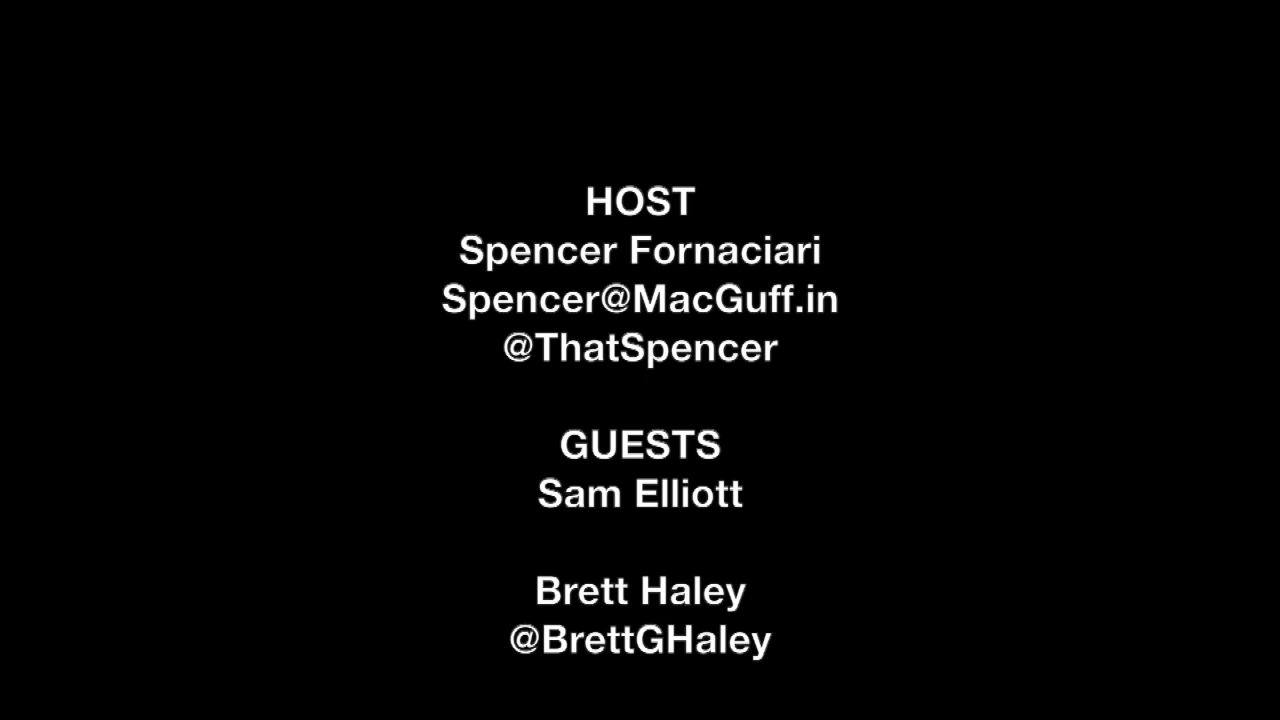 HOST
Spencer Fornaciari
Spencer@MacGuff.in
@ThatSpencer
GUESTS
Sam Elliott
Brett Haley
@BrettGHaley